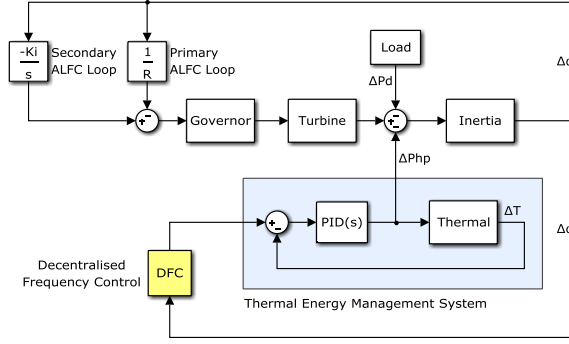 -Ki
s
Secondary
ALFC Loop
1
R
Primary
ALFC Loop
Load
ΔPd
Governor
Turbine
Inertia
ΔPhp
PID(s)
Thermal
ΔT
Decentralised
Frequency Control
DFC
Thermal Energy Management System